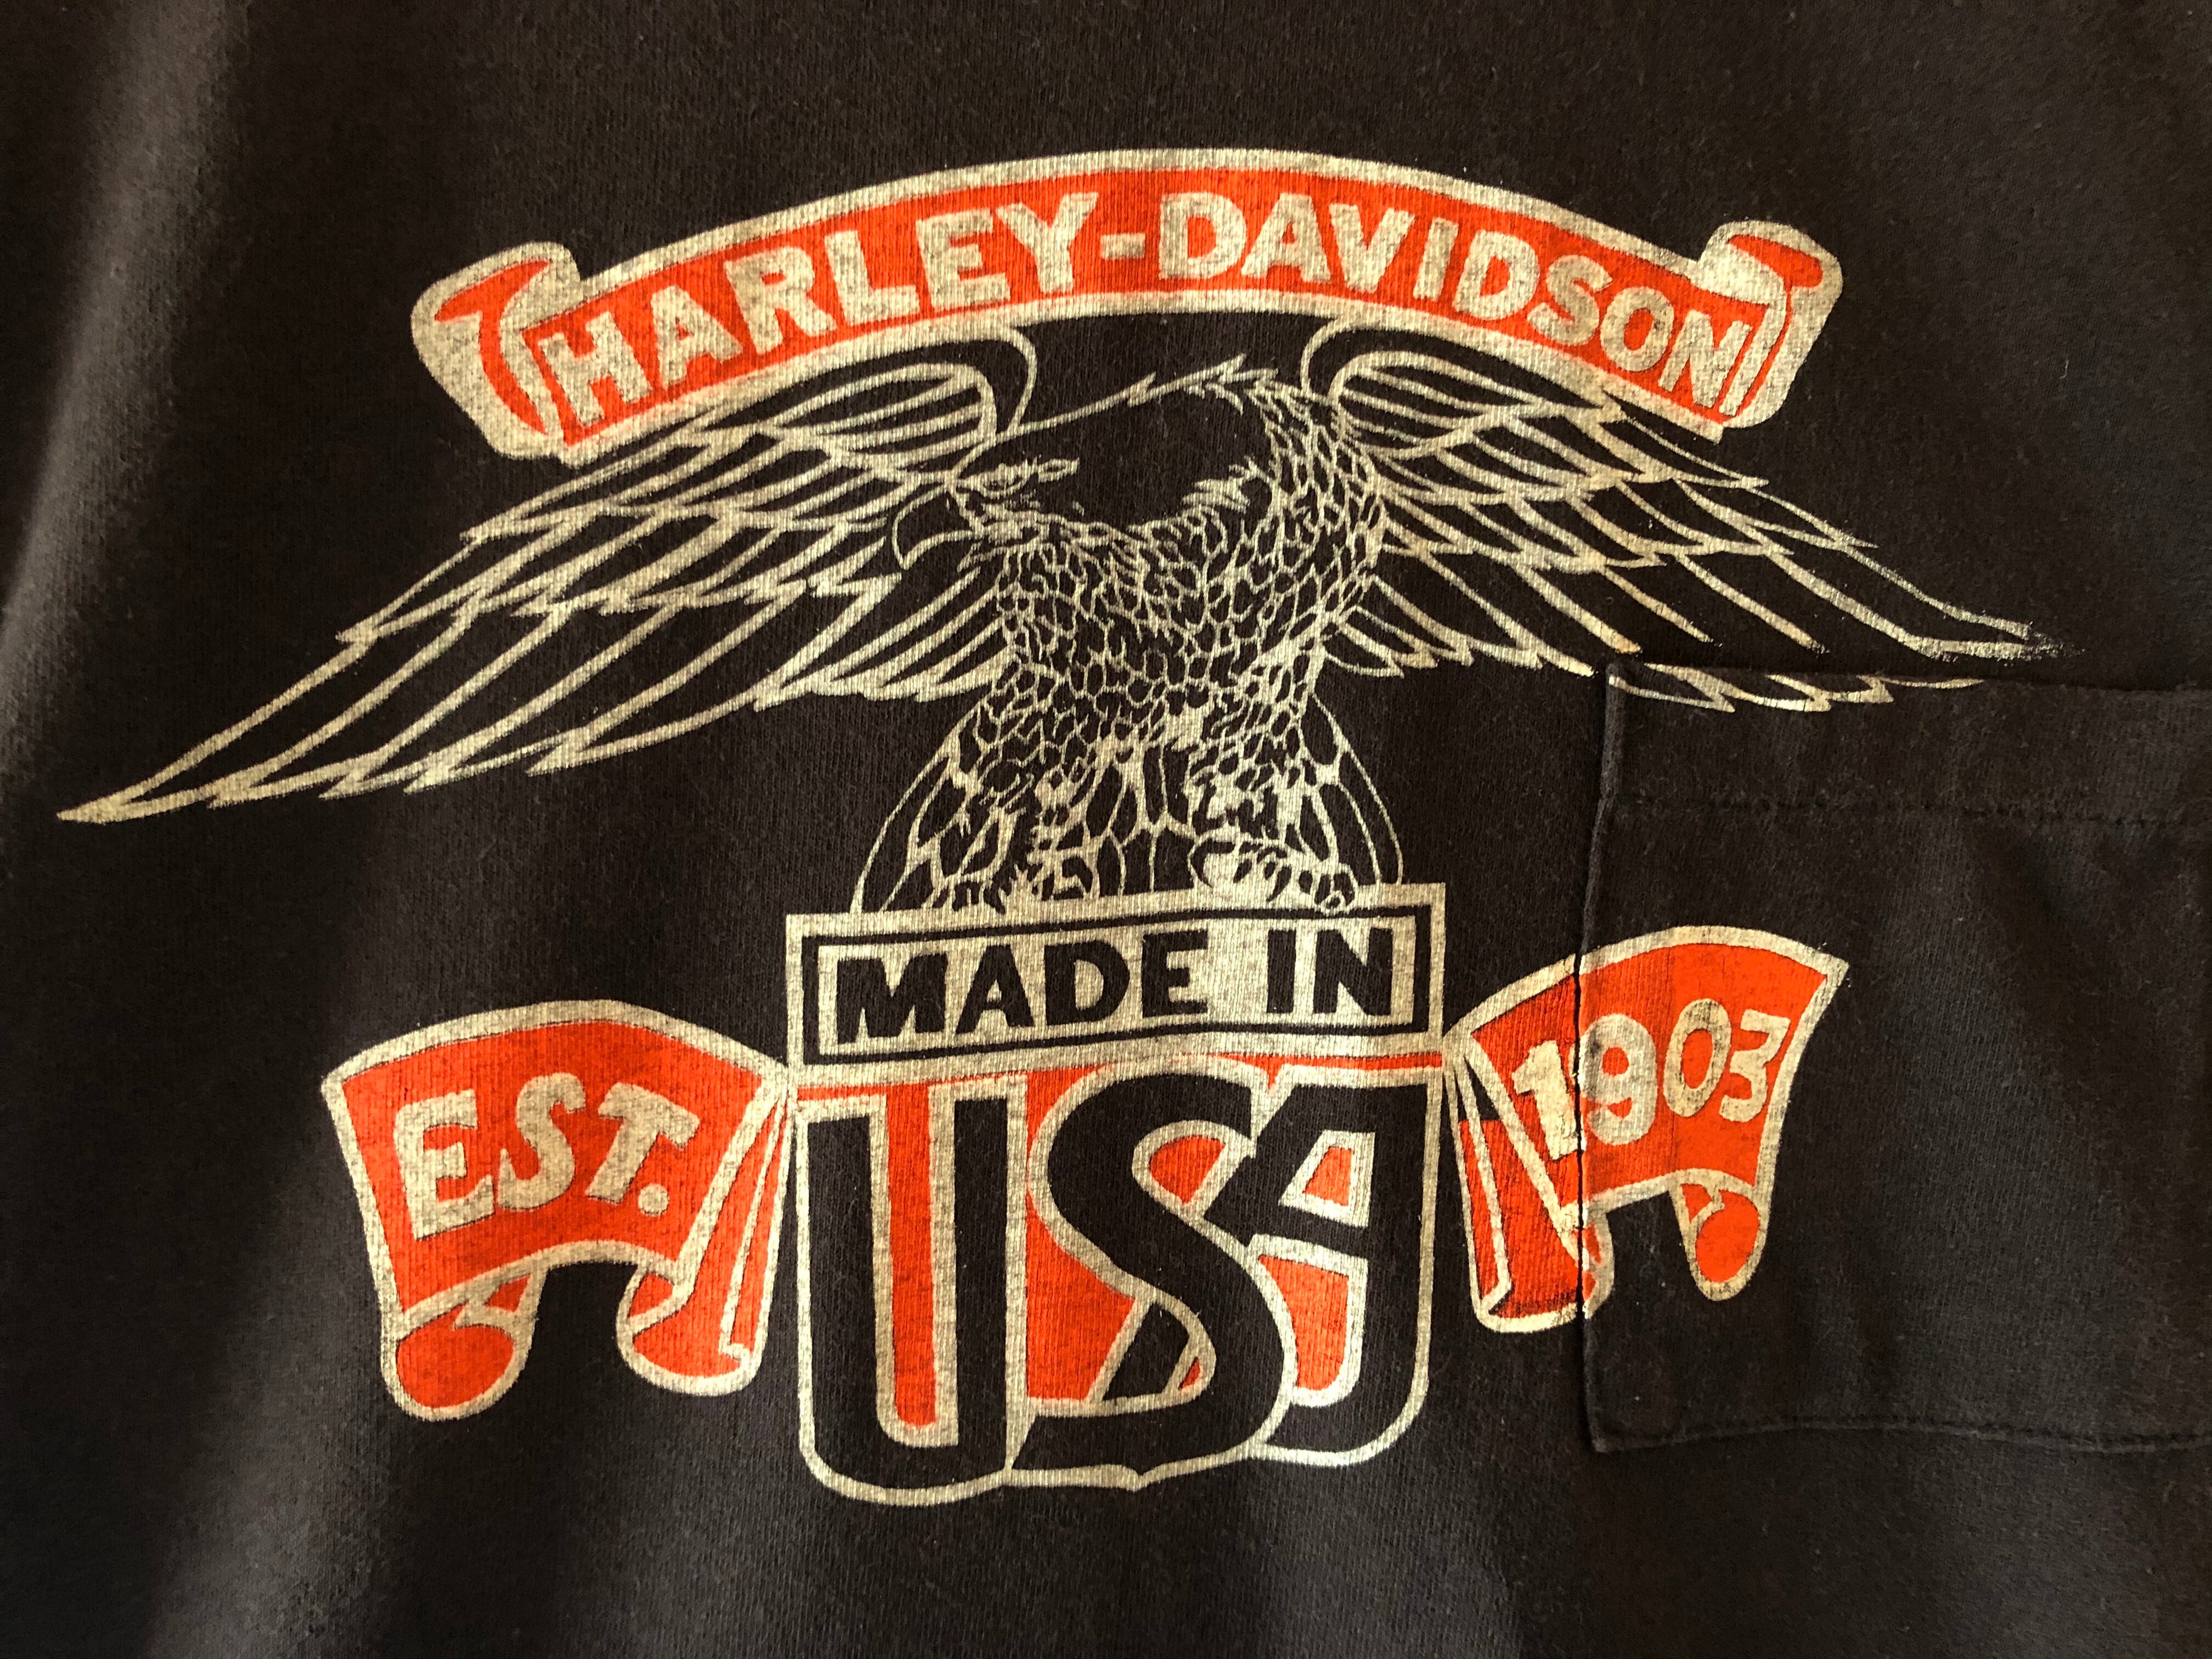 HARLEY-DAVIDSON
MADE IN
USA
EST. 1903